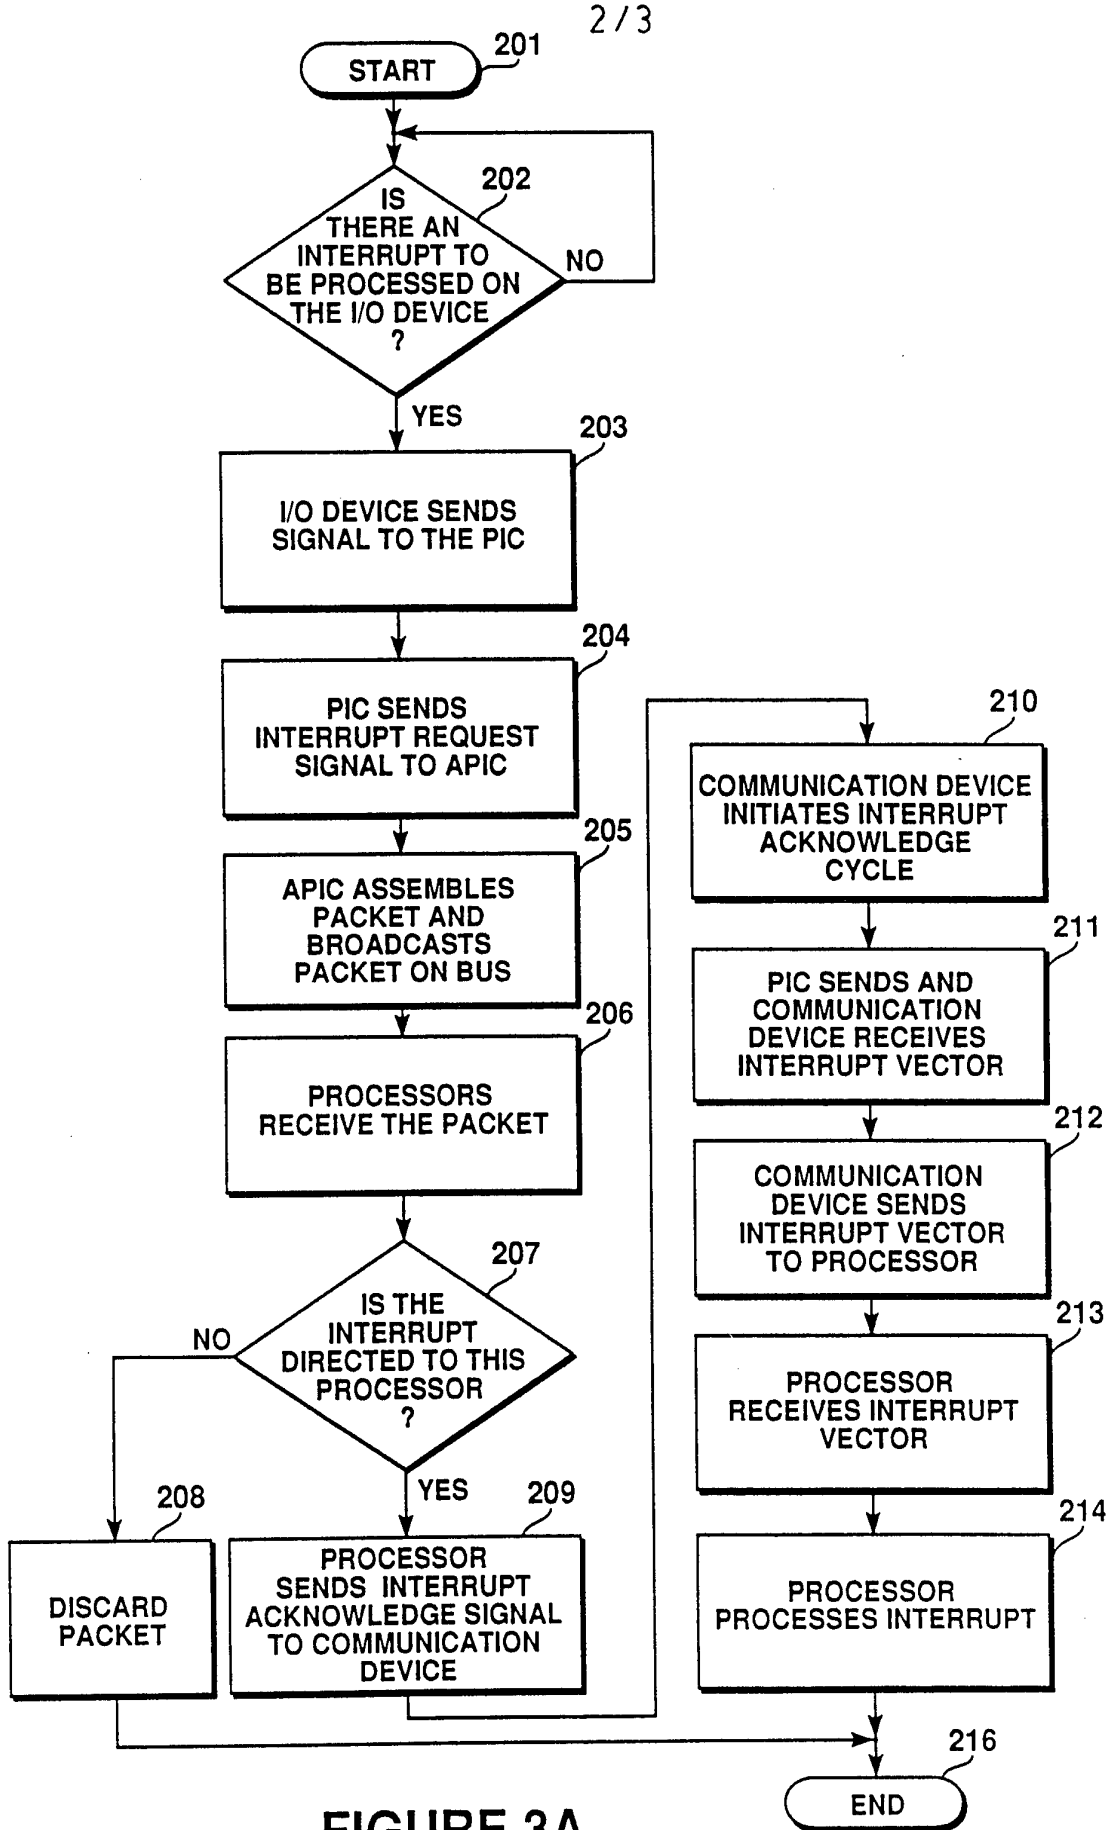 2/3
201
START
202
IS
THERE AN
INTERRUPT TO
BE PROCESSED ON
THE I/O DEVICE
?
NO
YES
203
I/O DEVICE SENDS
SIGNAL TO THE PIC
204
PIC SENDS
INTERRUPT REQUEST
SIGNAL TO APIC
205
APIC ASSEMBLES
PACKET AND
BROADCASTS
PACKET ON BUS
206
PROCESSORS
RECEIVE THE PACKET
207
IS THE
INTERRUPT
DIRECTED TO THIS
PROCESSOR
?
NO
YES
208
DISCARD
PACKET
209
PROCESSOR
SENDS INTERRUPT
ACKNOWLEDGE SIGNAL
TO COMMUNICATION
DEVICE
210
COMMUNICATION DEVICE
INITIATES INTERRUPT
ACKNOWLEDGE
CYCLE
211
PIC SENDS AND
COMMUNICATION
DEVICE RECEIVES
INTERRUPT VECTOR
212
COMMUNICATION
DEVICE SENDS
INTERRUPT VECTOR
TO PROCESSOR
213
PROCESSOR
RECEIVES INTERRUPT
VECTOR
214
PROCESSOR
PROCESSES INTERRUPT
216
END
FIGURE 3A